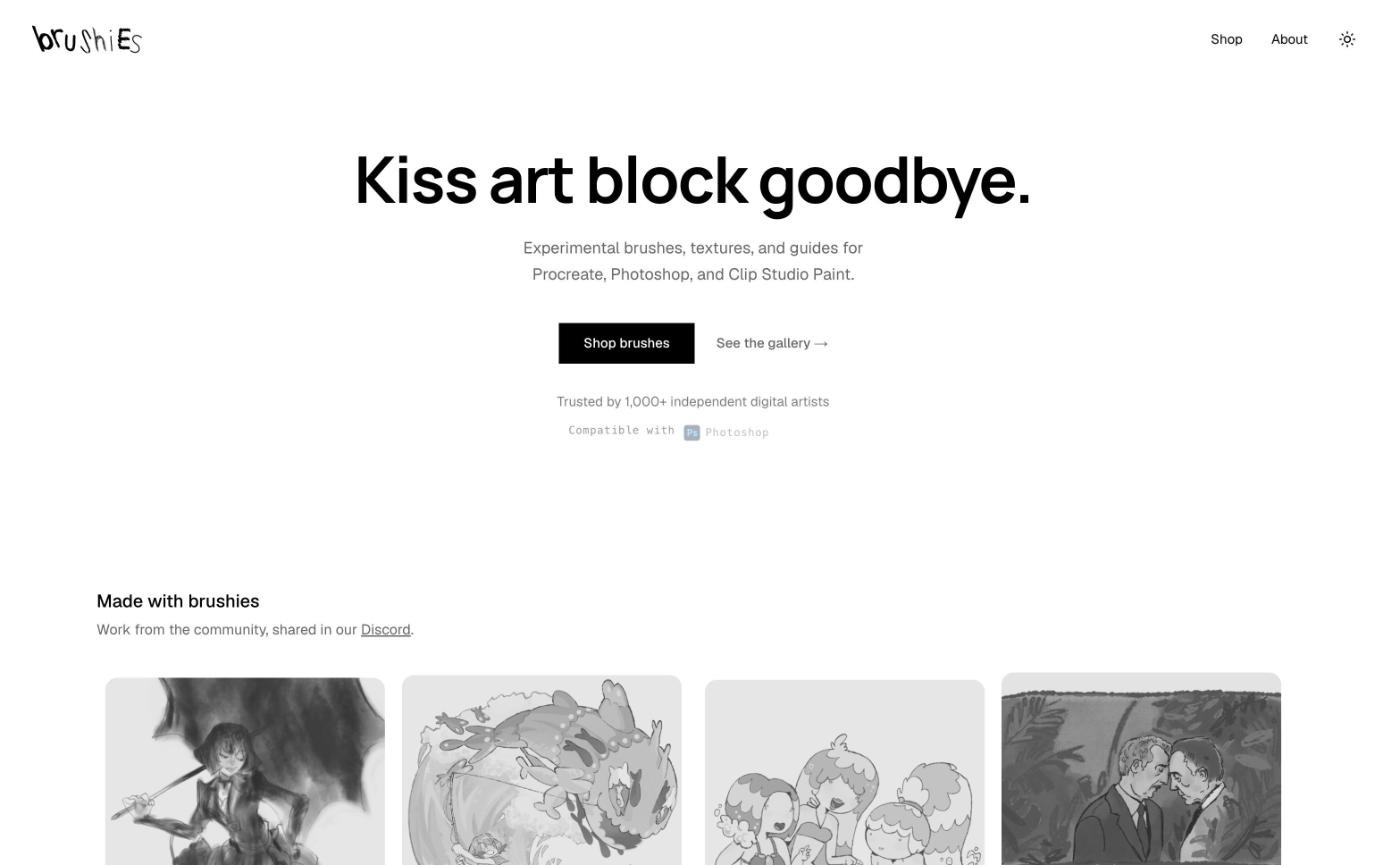 bruShiEs
Shop
About
Kiss art block goodbye.
Experimental brushes, textures, and guides for
Procreate, Photoshop, and Clip Studio Paint.
Shop brushes
See the gallery →
Trusted by 1,000+ independent digital artists
Compatible with Ps Photoshop
Made with brushies
Work from the community, shared in our Discord.